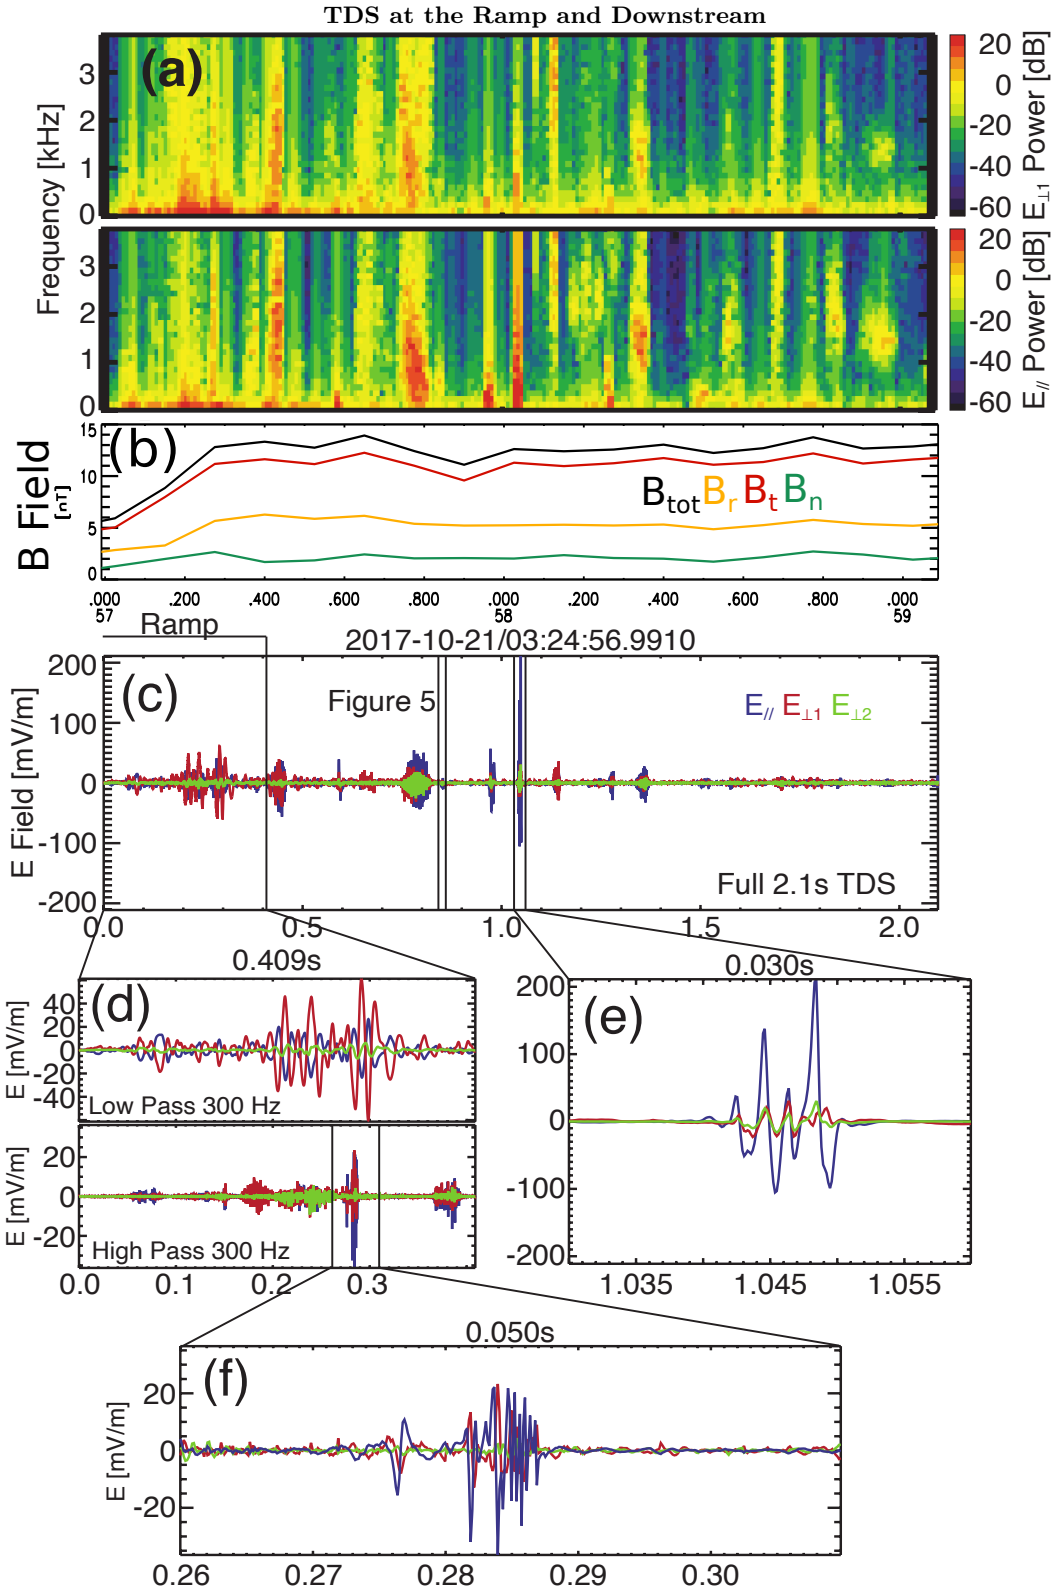 TDS at the Ramp and Downstream
(a)
Frequency [kHz]
3
2
1
0
20
0
-20
-40
-60
E⊥1 Power [dB]
3
2
1
0
20
0
-20
-40
-60
E// Power [dB]
(b)
B Field
[nT]
15
10
5
0
Btot Br Bt Bn
.000 .200 .400 .600 .800 .000 .200 .400 .600 .800 .000
57 58 59
Ramp
2017-10-21/03:24:56.9910
(c)
E Field [mV/m]
200
100
0
-100
-200
Figure 5
E// E⊥1 E⊥2
Full 2.1s TDS
0.0 0.5 1.0 1.5 2.0
0.409s
0.030s
(d)
E [mV/m]
40
20
0
-20
-40
Low Pass 300 Hz
E [mV/m]
20
0
-20
High Pass 300 Hz
0.0 0.1 0.2 0.3
(e)
200
100
0
-100
-200
1.035 1.045 1.055
0.050s
(f)
E [mV/m]
20
0
-20
0.26 0.27 0.28 0.29 0.30